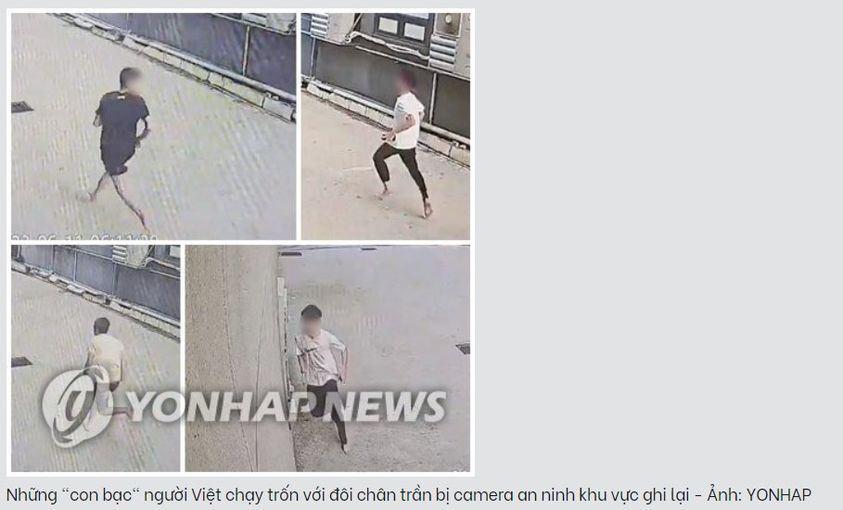 YONHAP NEWS
Những "con bạc" người Việt chạy trốn với đôi chân trần bị camera an ninh khu vực ghi lại - Ảnh: YONHAP